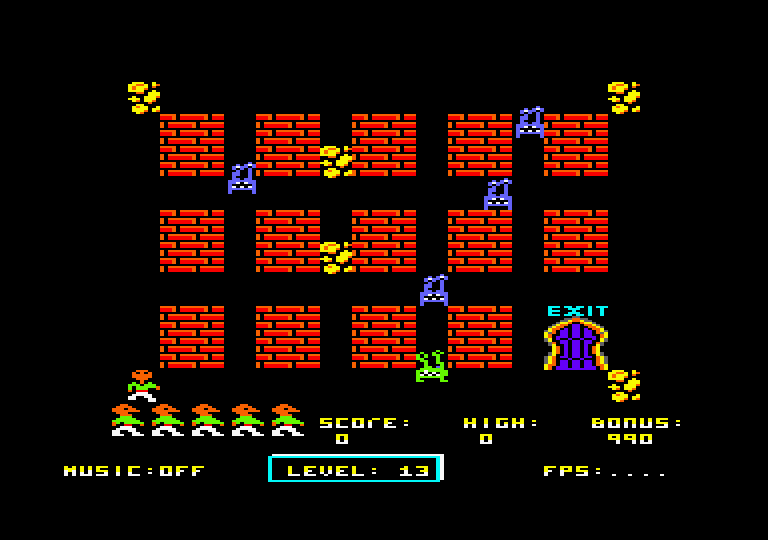 EXIT
SCOrE: HIGH: BONUS:
0 0 990
MUSIC:OFF LEVEL: 13 FPS:....